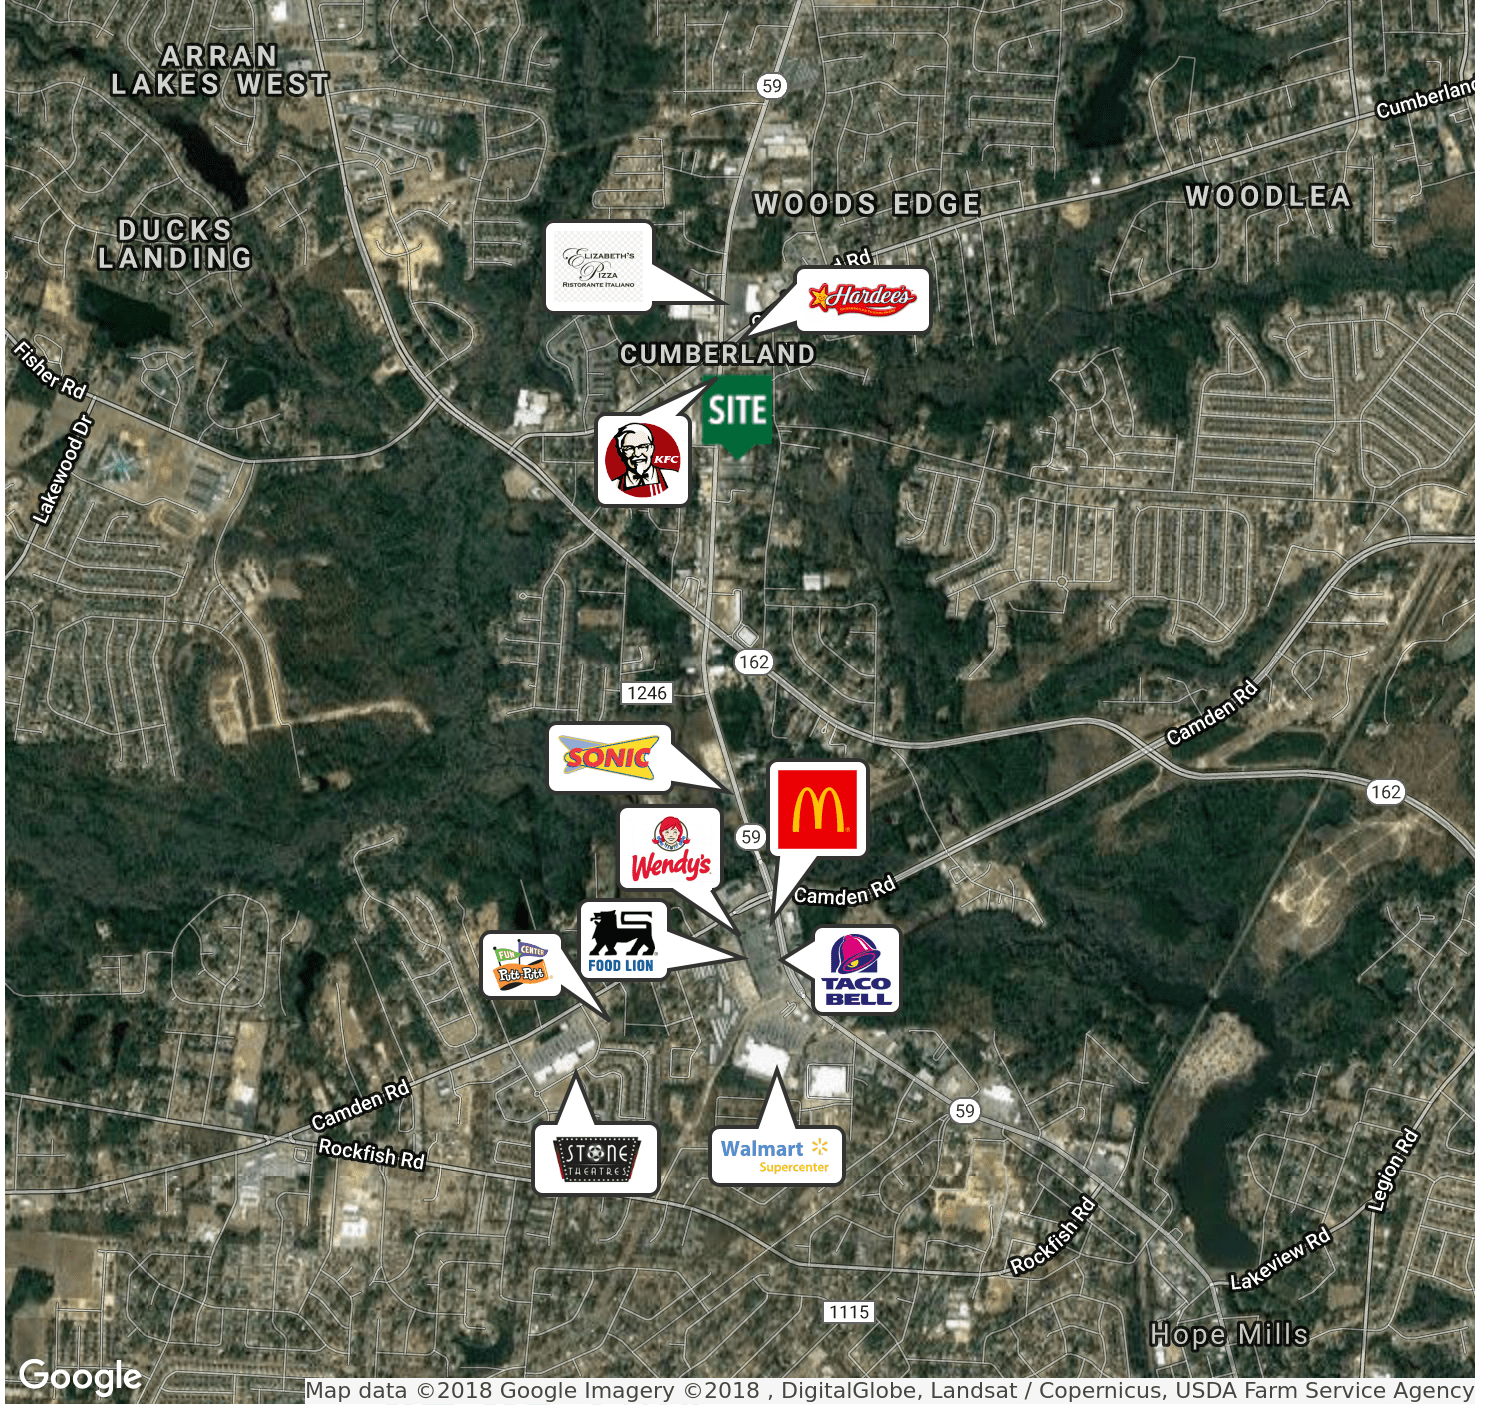 ARRAN
LAKES WEST
59
Cumberland
WOODS EDGE
WOODLEA
DUCKS
LANDING
ELIZABETH'S
PIZZA
RISTORANTE ITALIANO
Rd
Hardee's
CUMBERLAND
Fisher Rd
SITE
KFC
Lakewood Dr
162
1246
Camden Rd
SONIC
162
59
Wendy's
Camden Rd
FOOD LION
FUN CENTER
Putt-Putt
TACO
BELL
Camden Rd
59
Rockfish Rd
STONE
THEATRES
Walmart
Supercenter
Legion Rd
Rockfish Rd
Lakeview Rd
1115
Hope Mills
Google
Map data ©2018 Google Imagery ©2018 , DigitalGlobe, Landsat / Copernicus, USDA Farm Service Agency